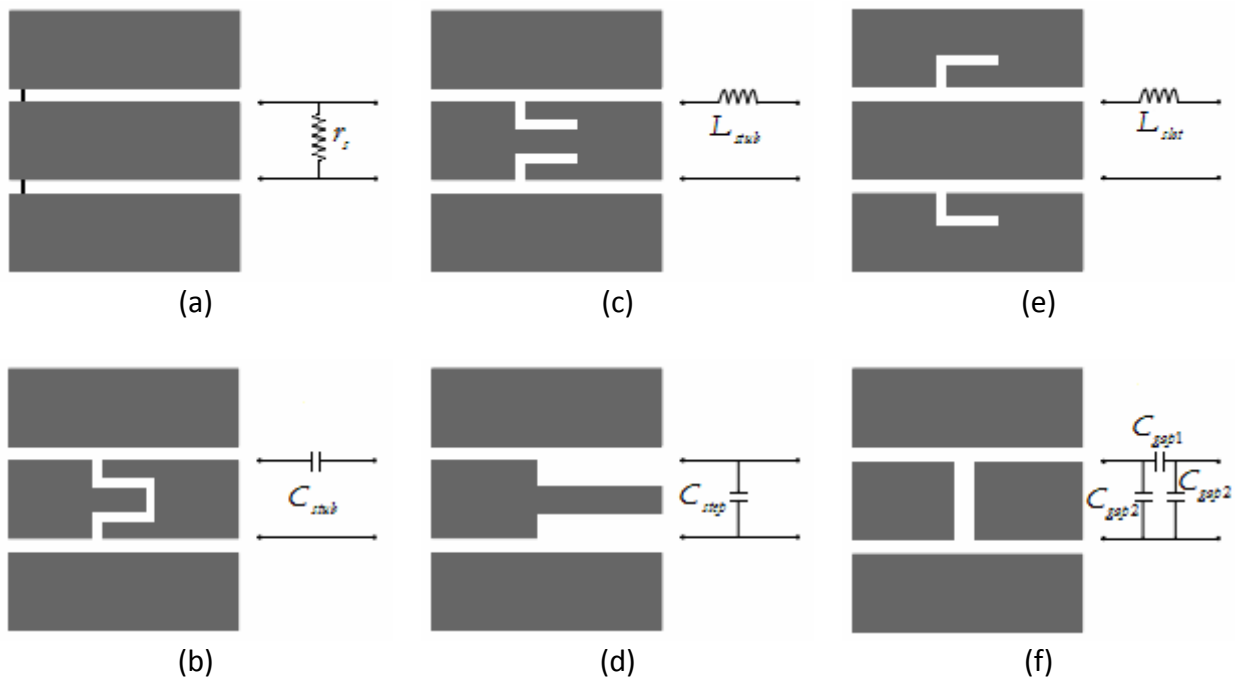 r_s
L_stub
L_slot
(a)
(c)
(e)
C_stub
C_step
C_gap1
C_gap2
C_gap2
(b)
(d)
(f)